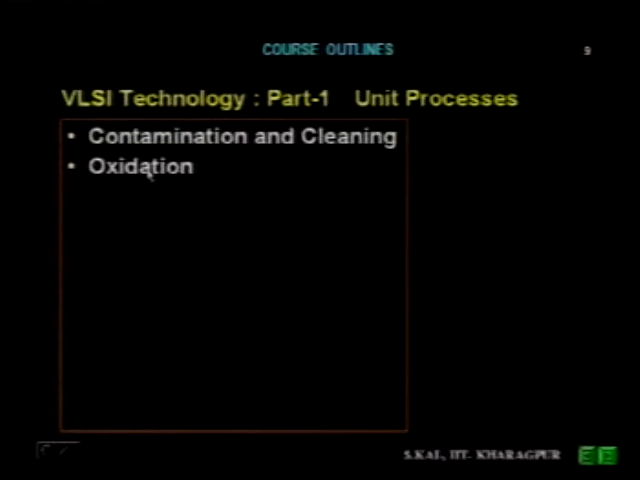 COURSE OUTLINES
9
VLSI Technology : Part-1 Unit Processes
• Contamination and Cleaning
• Oxidation
S.KAL, IIT- KHARAGPUR